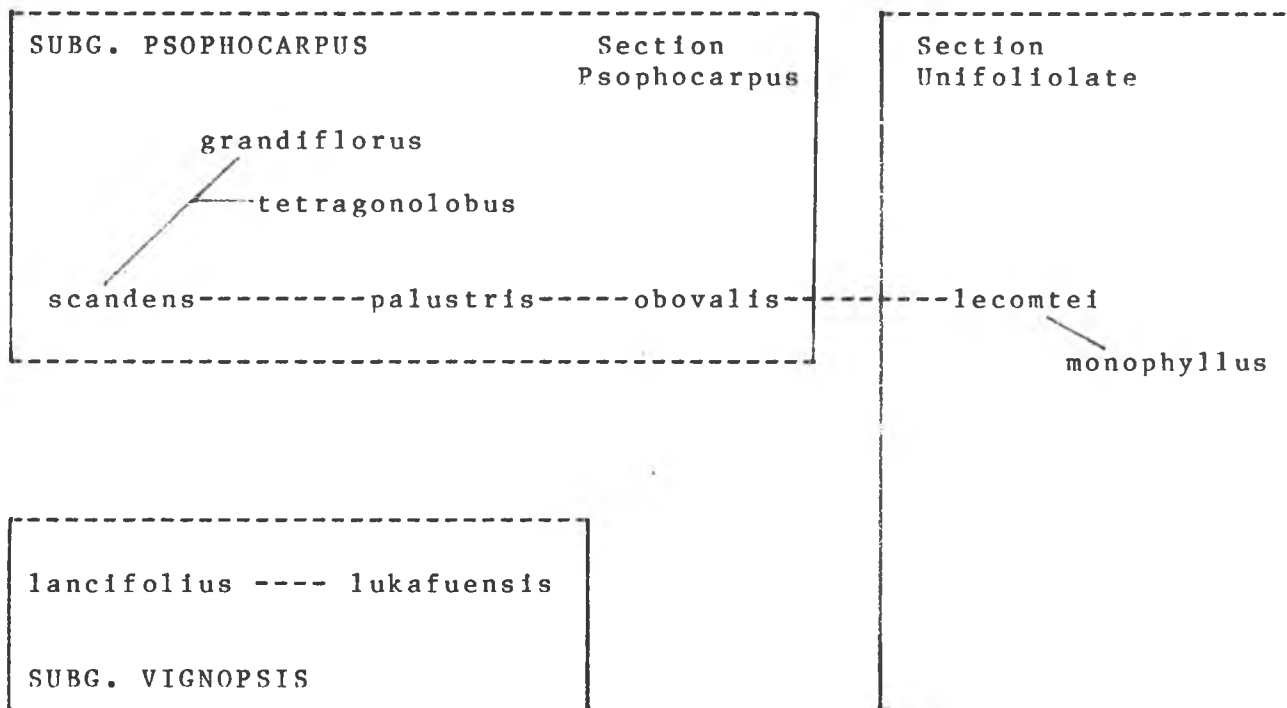 SUBG. PSOPHOCARPUS
Section
Psophocarpus
grandiflorus
tetragonolobus
scandens---------palustris-----obovalis---------lecomtei
Section
Unifoliolate
monophyllus
lancifolius ---- lukafuensis
SUBG. VIGNOPSIS